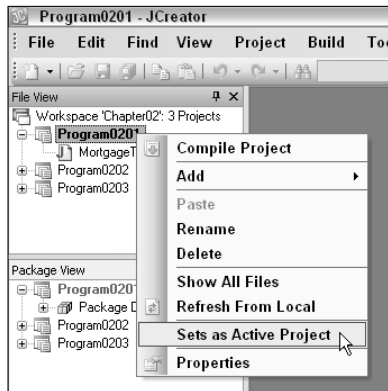 Program0201 - JCreator
File Edit Find View Project Build
File View
Workspace 'Chapter02': 3 Projects
Program0201
MortgageT
Program0202
Program0203
Compile Project
Add
Paste
Rename
Delete
Show All Files
Refresh From Local
Sets as Active Project
Properties
Package View
Program020
Package
Program0202
Program0203